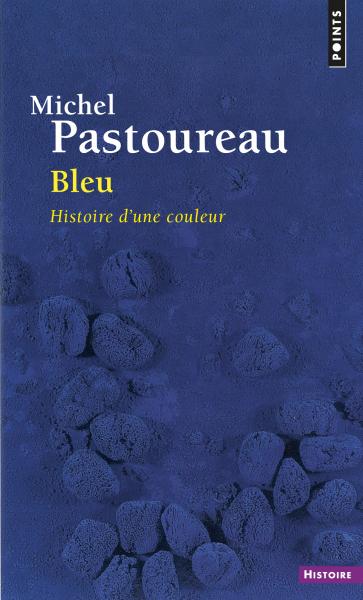 POINTS
Michel
Pastoureau
Bleu
Histoire d'une couleur
HISTOIRE